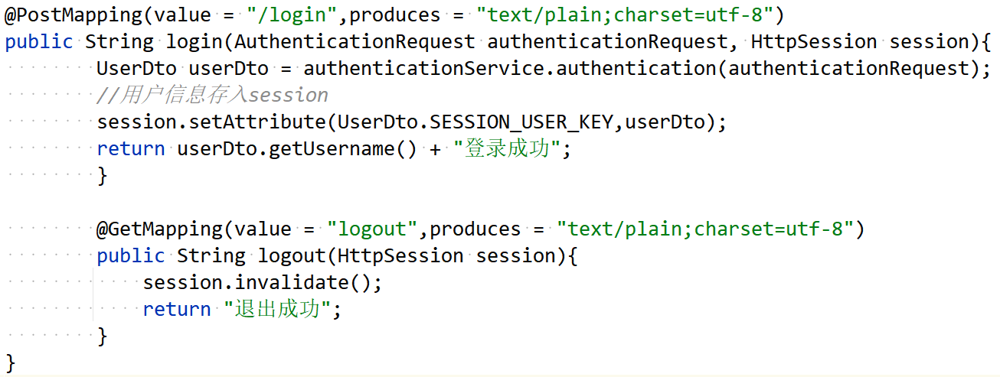 @PostMapping(value = "/login",produces = "text/plain;charset=utf-8")
public String login(AuthenticationRequest authenticationRequest, HttpSession session){
        UserDto userDto = authenticationService.authentication(authenticationRequest);
        //用户信息存入session
        session.setAttribute(UserDto.SESSION_USER_KEY,userDto);
        return userDto.getUsername() + "登录成功";
        }

        @GetMapping(value = "logout",produces = "text/plain;charset=utf-8")
        public String logout(HttpSession session){
            session.invalidate();
            return "退出成功";
        }
}